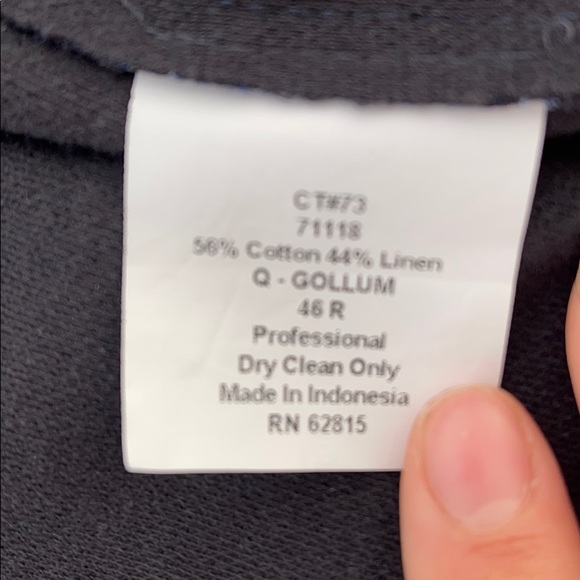 CT#73
71118
56% Cotton 44% Linen
Q - GOLLUM
46 R
Professional
Dry Clean Only
Made In Indonesia
RN 62815